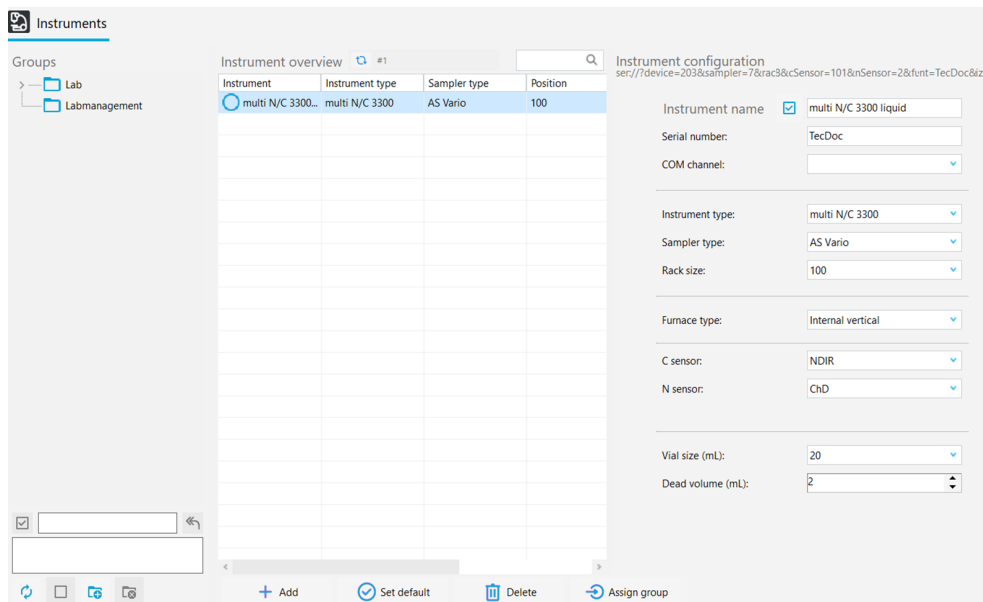 Instruments
Groups
Lab
Labmanagement
Instrument overview #1
Instrument Instrument type Sampler type Position
multi N/C 3300... multi N/C 3300 AS Vario 100
Add Set default Delete Assign group
Instrument configuration
ser://?device=203&sampler=7&rac3&cSensor=101&nSensor=2&funt=TecDoc&iz
Instrument name multi N/C 3300 liquid
Serial number: TecDoc
COM channel:
Instrument type: multi N/C 3300
Sampler type: AS Vario
Rack size: 100
Furnace type: Internal vertical
C sensor: NDIR
N sensor: ChD
Vial size (mL): 20
Dead volume (mL): 2